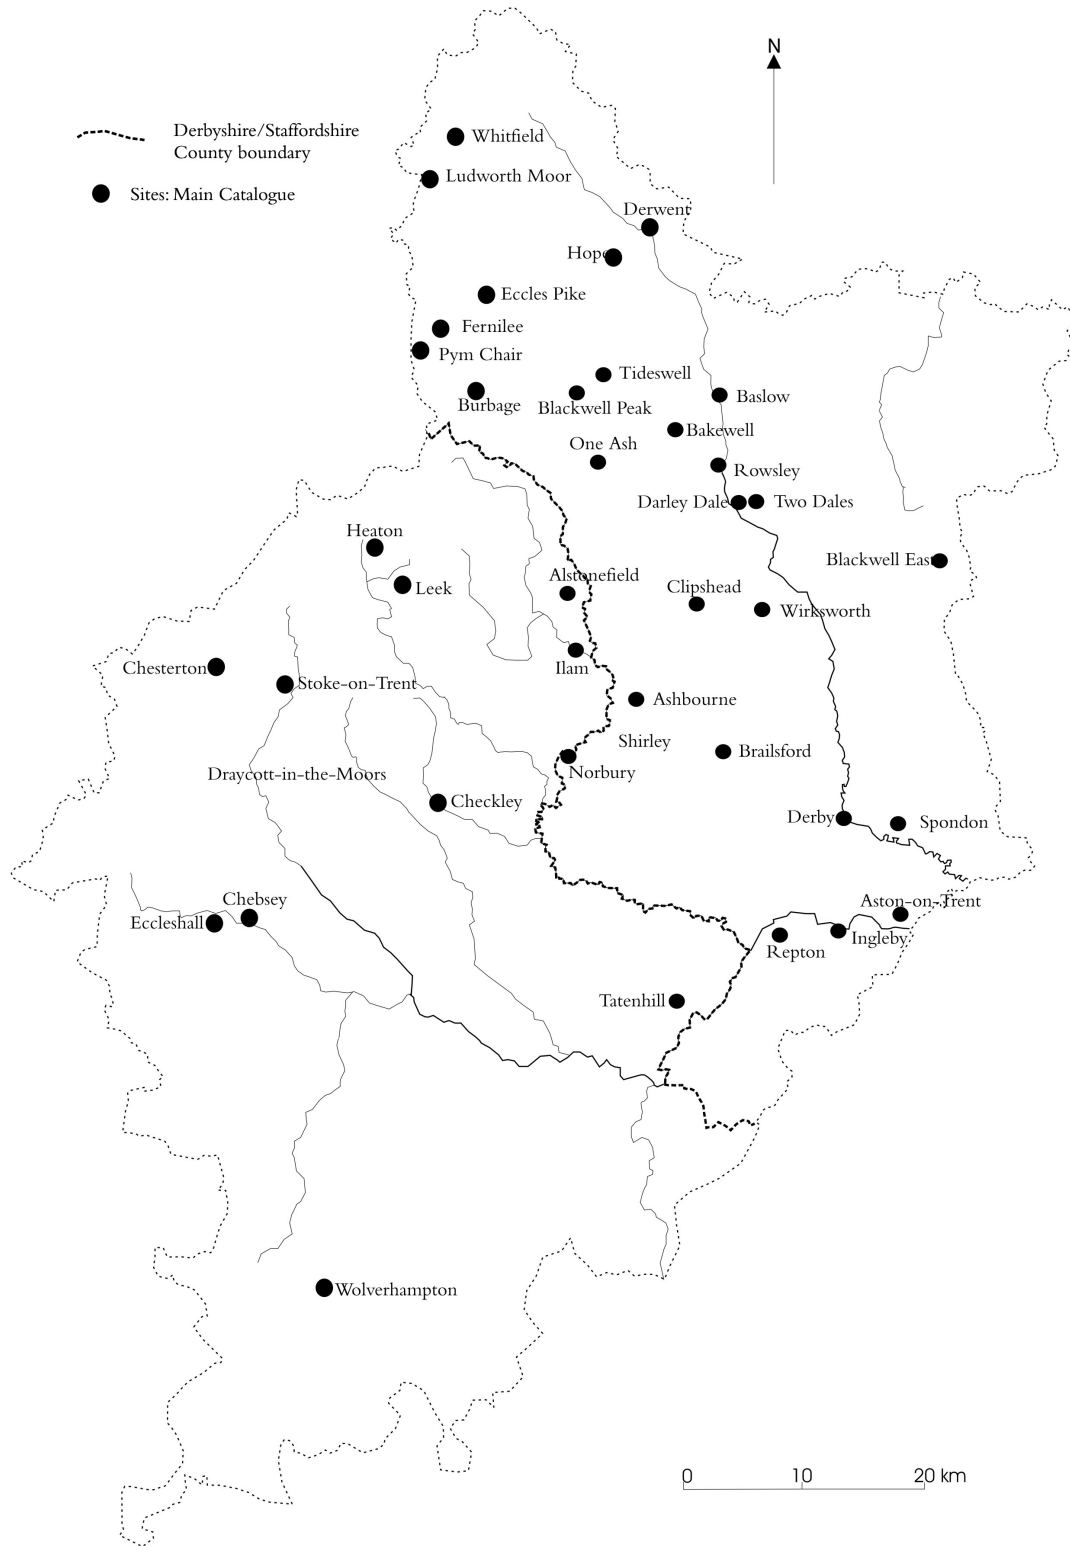 N
Derbyshire/Staffordshire
County boundary
Sites: Main Catalogue
Whitfield
Ludworth Moor
Derwent
Hope
Eccles Pike
Fernilee
Pym Chair
Tideswell
Burbage
Blackwell Peak
Baslow
Bakewell
One Ash
Rowsley
Darley Dale
Two Dales
Heaton
Blackwell East
Alstonefield
Leek
Clipshead
Wirksworth
Chesterton
Ilam
Stoke-on-Trent
Ashbourne
Shirley
Brailsford
Norbury
Draycott-in-the-Moors
Checkley
Derby
Spondon
Chebsey
Aston-on-Trent
Eccleshall
Ingleby
Repton
Tatenhill
Wolverhampton
0 10 20 km